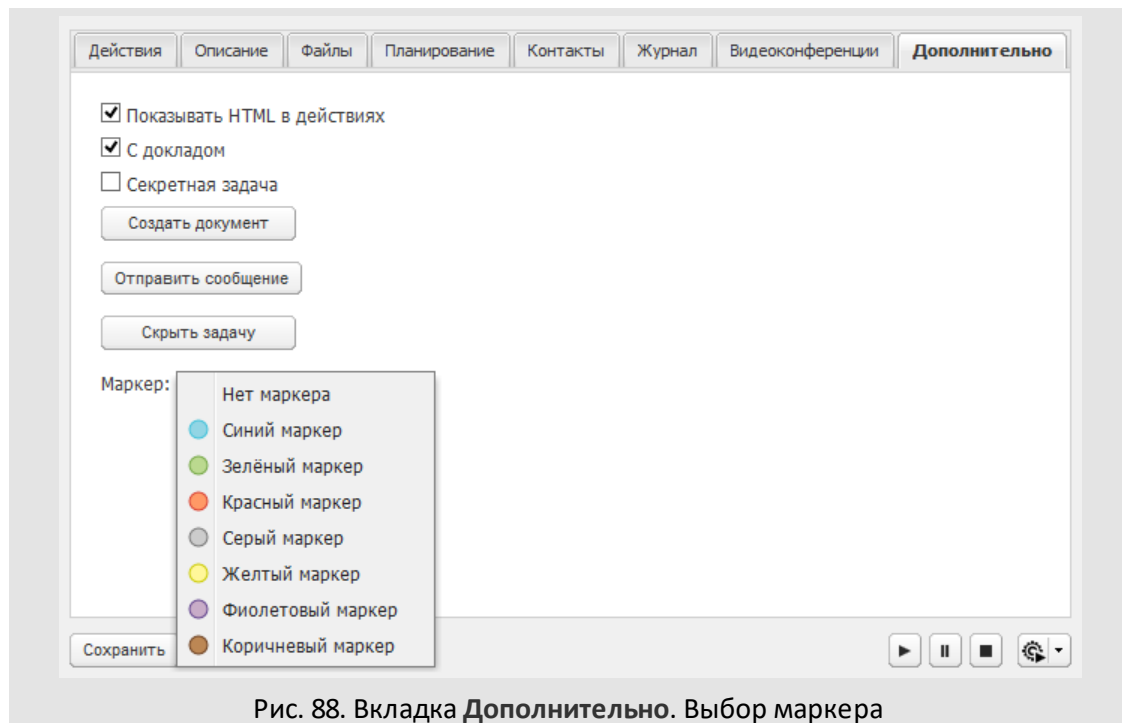 Действия Описание Файлы Планирование Контакты Журнал Видеоконференции Дополнительно
Показывать HTML в действиях
С докладом
Секретная задача
Создать документ
Отправить сообщение
Скрыть задачу
Маркер:
Нет маркера
Синий маркер
Зелёный маркер
Красный маркер
Серый маркер
Желтый маркер
Фиолетовый маркер
Коричневый маркер
Сохранить
Рис. 88. Вкладка Дополнительно. Выбор маркера